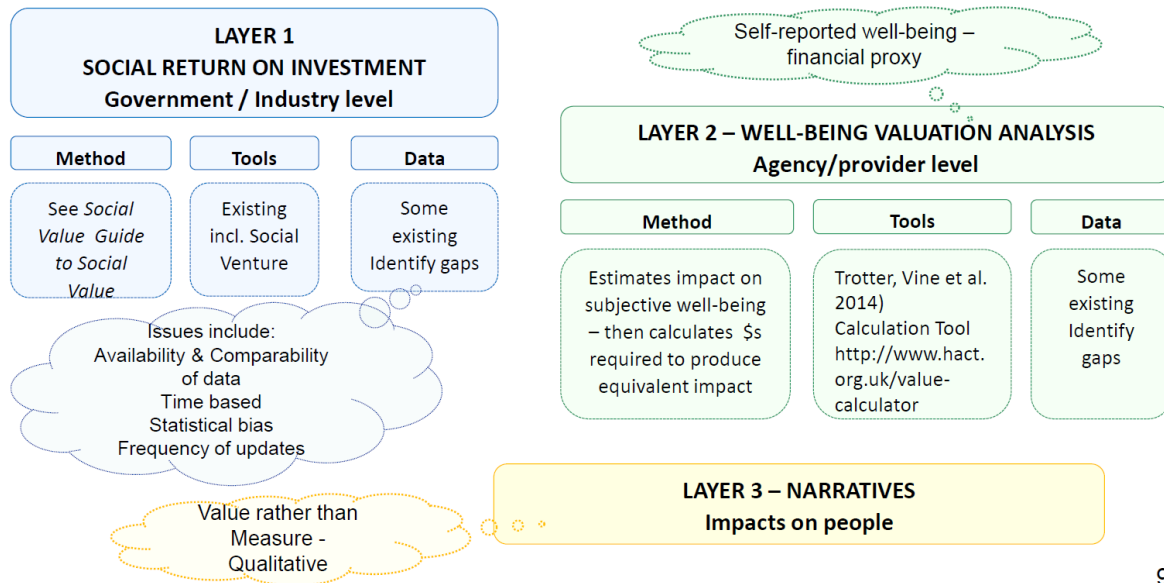 LAYER 1
SOCIAL RETURN ON INVESTMENT
Government / Industry level
Method
Tools
Data
See Social
Value Guide
to Social
Value
Existing
incl. Social
Venture
Some
existing
Identify gaps
Issues include:
Availability & Comparability
of data
Time based
Statistical bias
Frequency of updates
Self-reported well-being –
financial proxy
LAYER 2 – WELL-BEING VALUATION ANALYSIS
Agency/provider level
Method
Tools
Data
Estimates impact on
subjective well-being
– then calculates $s
required to produce
equivalent impact
Trotter, Vine et al.
2014)
Calculation Tool
http://www.hact.
org.uk/value-
calculator
Some
existing
Identify
gaps
LAYER 3 – NARRATIVES
Impacts on people
Value rather than
Measure -
Qualitative